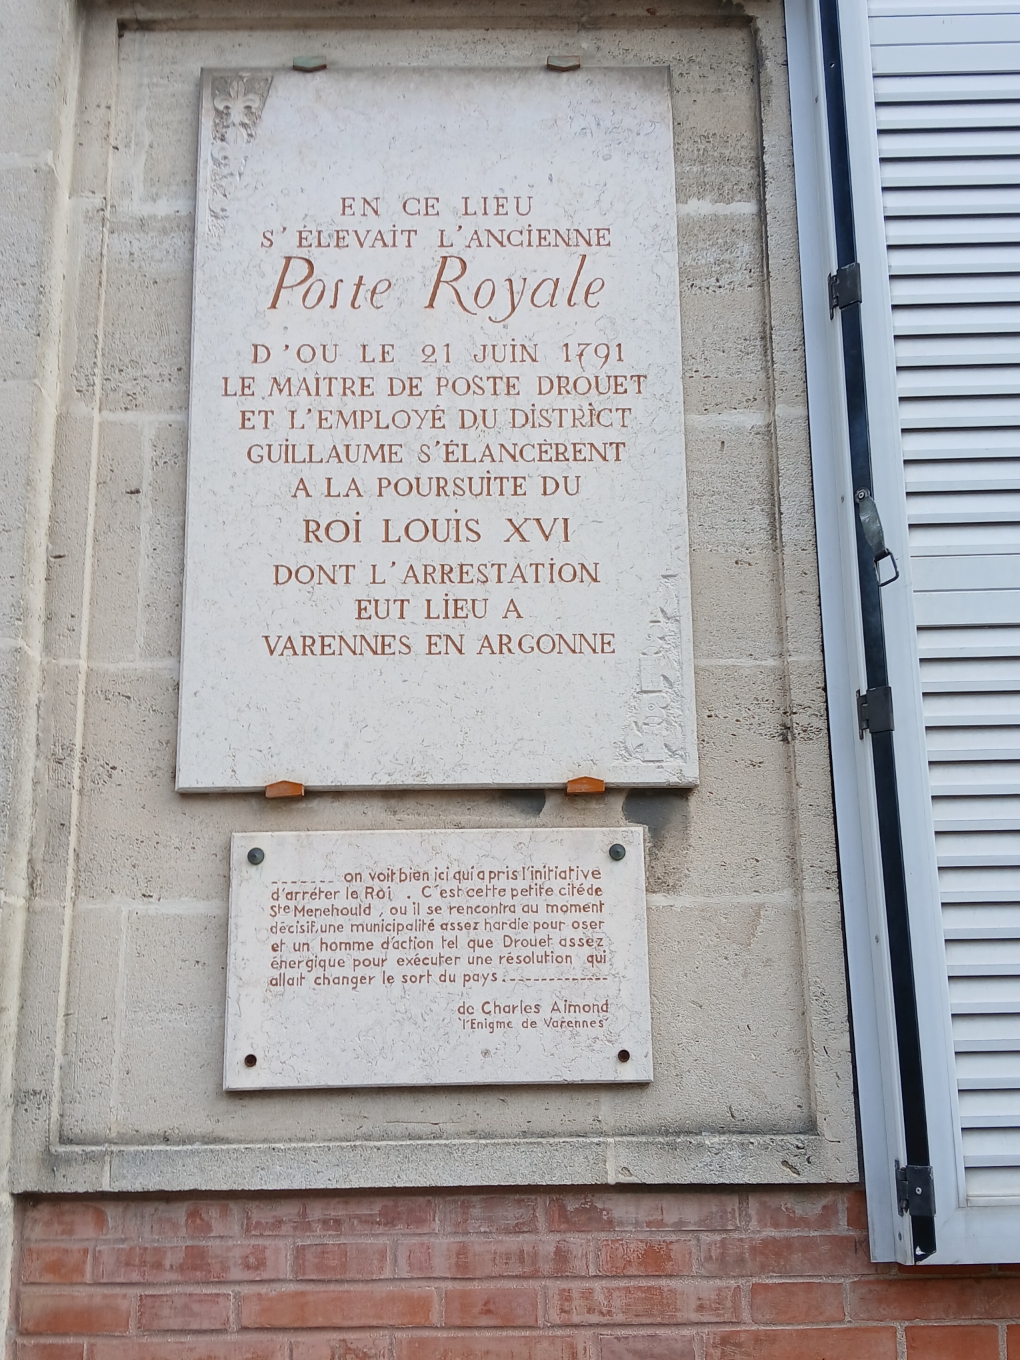 EN CE LIEU
S'ÉLEVAIT L'ANCIENNE
Poste Royale
D'OU LE 21 JUIN 1791
LE MAITRE DE POSTE DROUET
ET L'EMPLOYÉ DU DISTRICT
GUILLAUME S'ÉLANCÈRENT
A LA POURSUITE DU
ROI LOUIS XVI
DONT L'ARRESTATION
EUT LIEU A
VARENNES EN ARGONNE
------- on voit bien ici qui a pris l'initiative
d'arrêter le Roi . C'est cette petite cité de
Ste Menehould , ou il se rencontra au moment
décisif, une municipalité assez hardie pour oser
et un homme d'action tel que Drouet assez
énergique pour exécuter une résolution qui
allait changer le sort du pays.--------------
de Charles Aimond
"l'Enigme de Varennes"